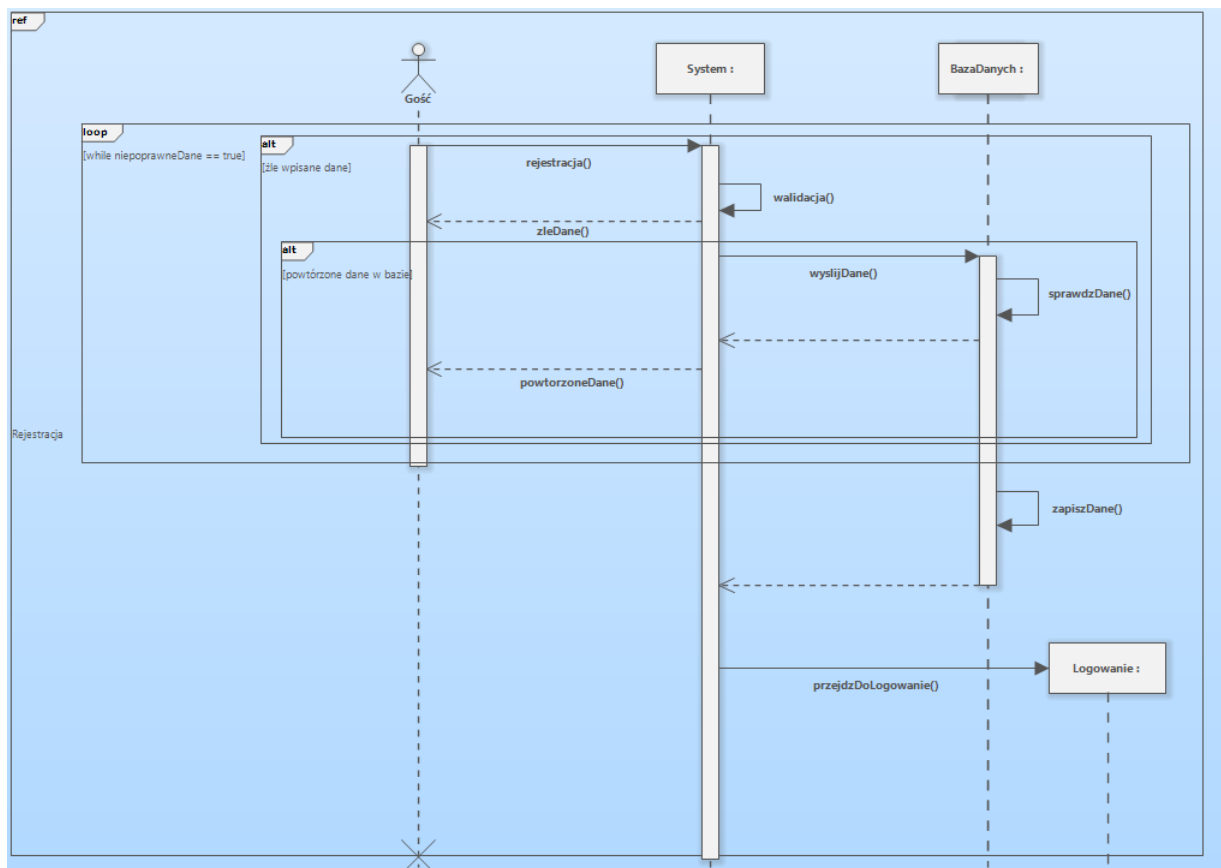 ref
System :
BazaDanych :
Gość
loop
[while niepoprawneDane == true]
alt
[źle wpisane dane]
rejestracja()
walidacja()
zleDane()
alt
[powtórzone dane w bazie]
wyslijDane()
sprawdzDane()
powtorzoneDane()
Rejestracja
zapiszDane()
Logowanie :
przejdzDoLogowanie()